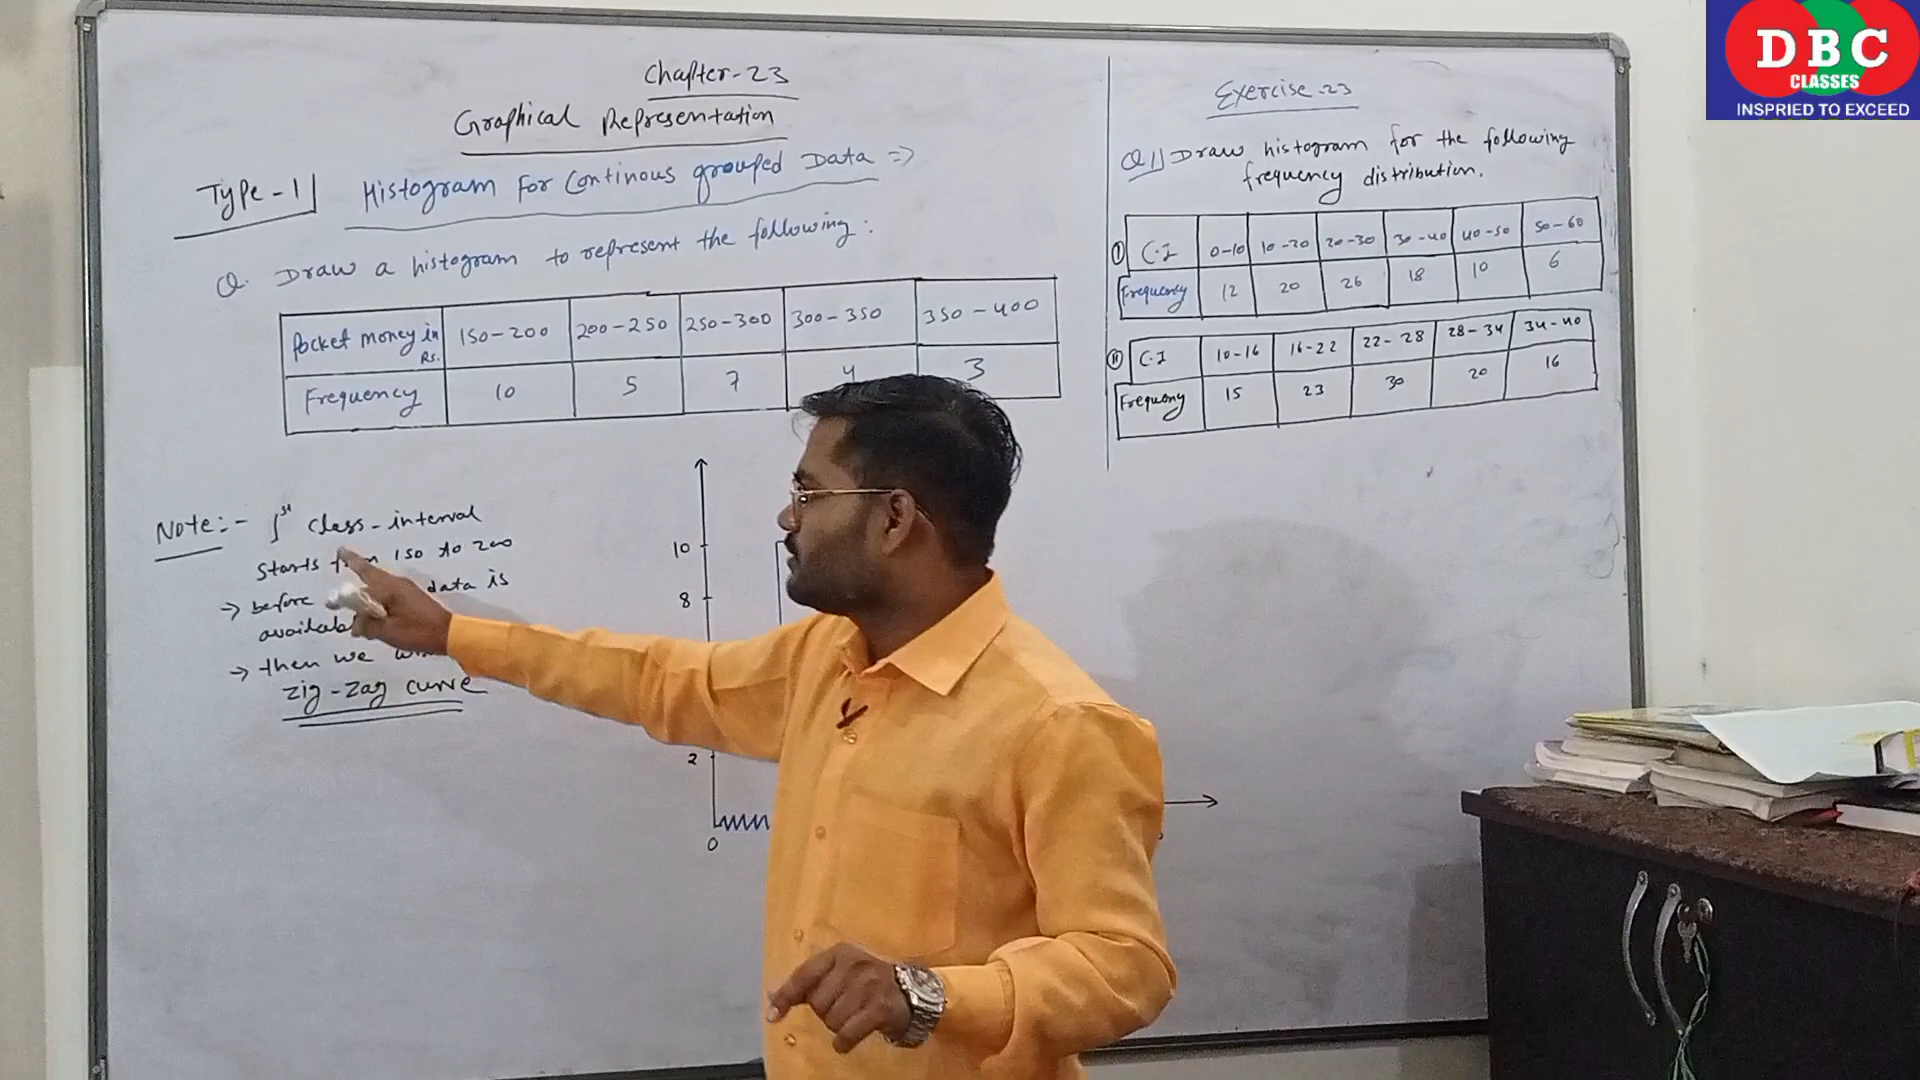 Chapter-23
Graphical Representation
Type-1 Histogram For Continous grouped Data =>
Q. Draw a histogram to represent the following:
Pocket money in Rs. 150-200 200-250 250-300 300-350 350-400
Frequency 10 5 7 4 3
Note:- 1st Class-interval
Starts from 150 to 200
→ before data is
→ then we
zig-zag curve
10
8
2
0
Exercise.23
Q1) Draw histogram for the following
frequency distribution.
(I) C.I 0-10 10-20 20-30 30-40 40-50 50-60
Frequency 12 20 26 18 10 6
(II) C.I 10-16 16-22 22-28 28-34 34-40
Frequeny 15 23 30 20 16
DBC
CLASSES
INSPRIED TO EXCEED